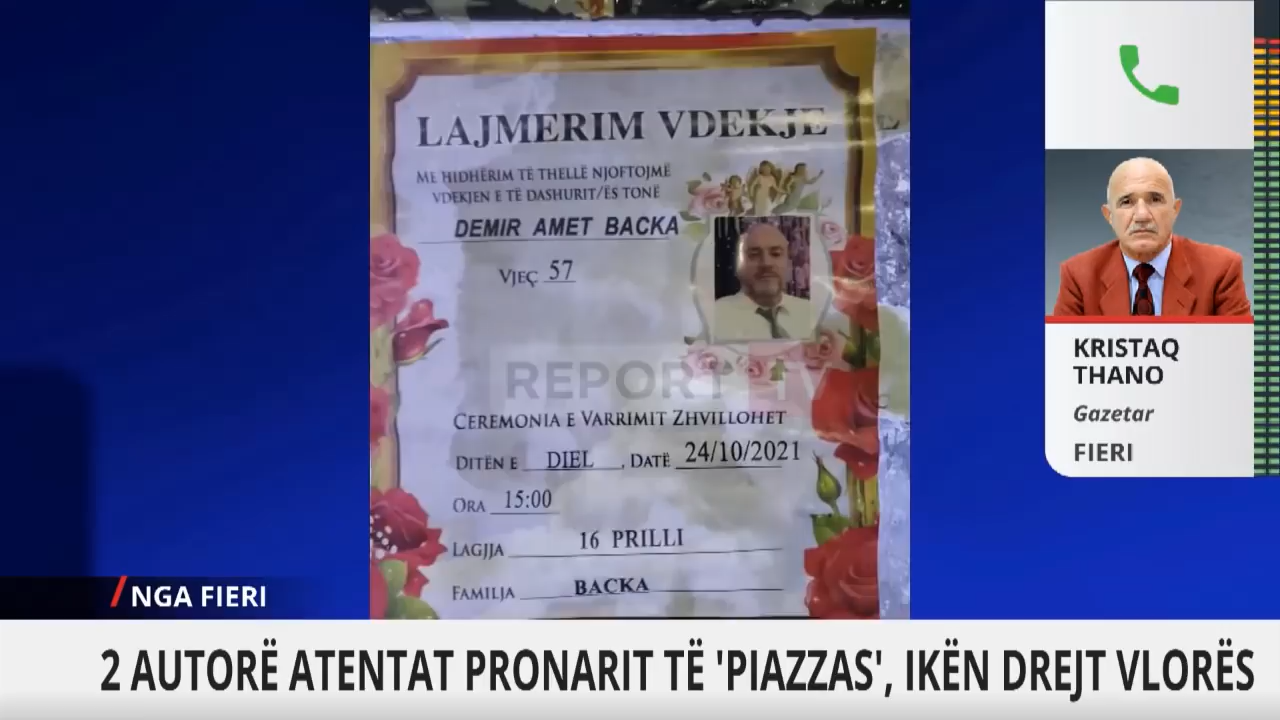 LAJMERIM VDEKJE
ME HIDHËRIM TË THELLË NJOFTOJMË
VDEKJEN E TË DASHURIT/ËS TONË
DEMIR AMET BACKA
VJEÇ 57
REPORT TV
CEREMONIA E VARRIMIT ZHVILLOHET
DITËN E DIEL, DATË 24/10/2021
ORA 15:00
LAGJJA 16 PRILLI
FAMILJA BACKA
KRISTAQ
THANO
Gazetar
FIERI
/NGA FIERI
2 AUTORË ATENTAT PRONARIT TË 'PIAZZAS', IKËN DREJT VLORËS